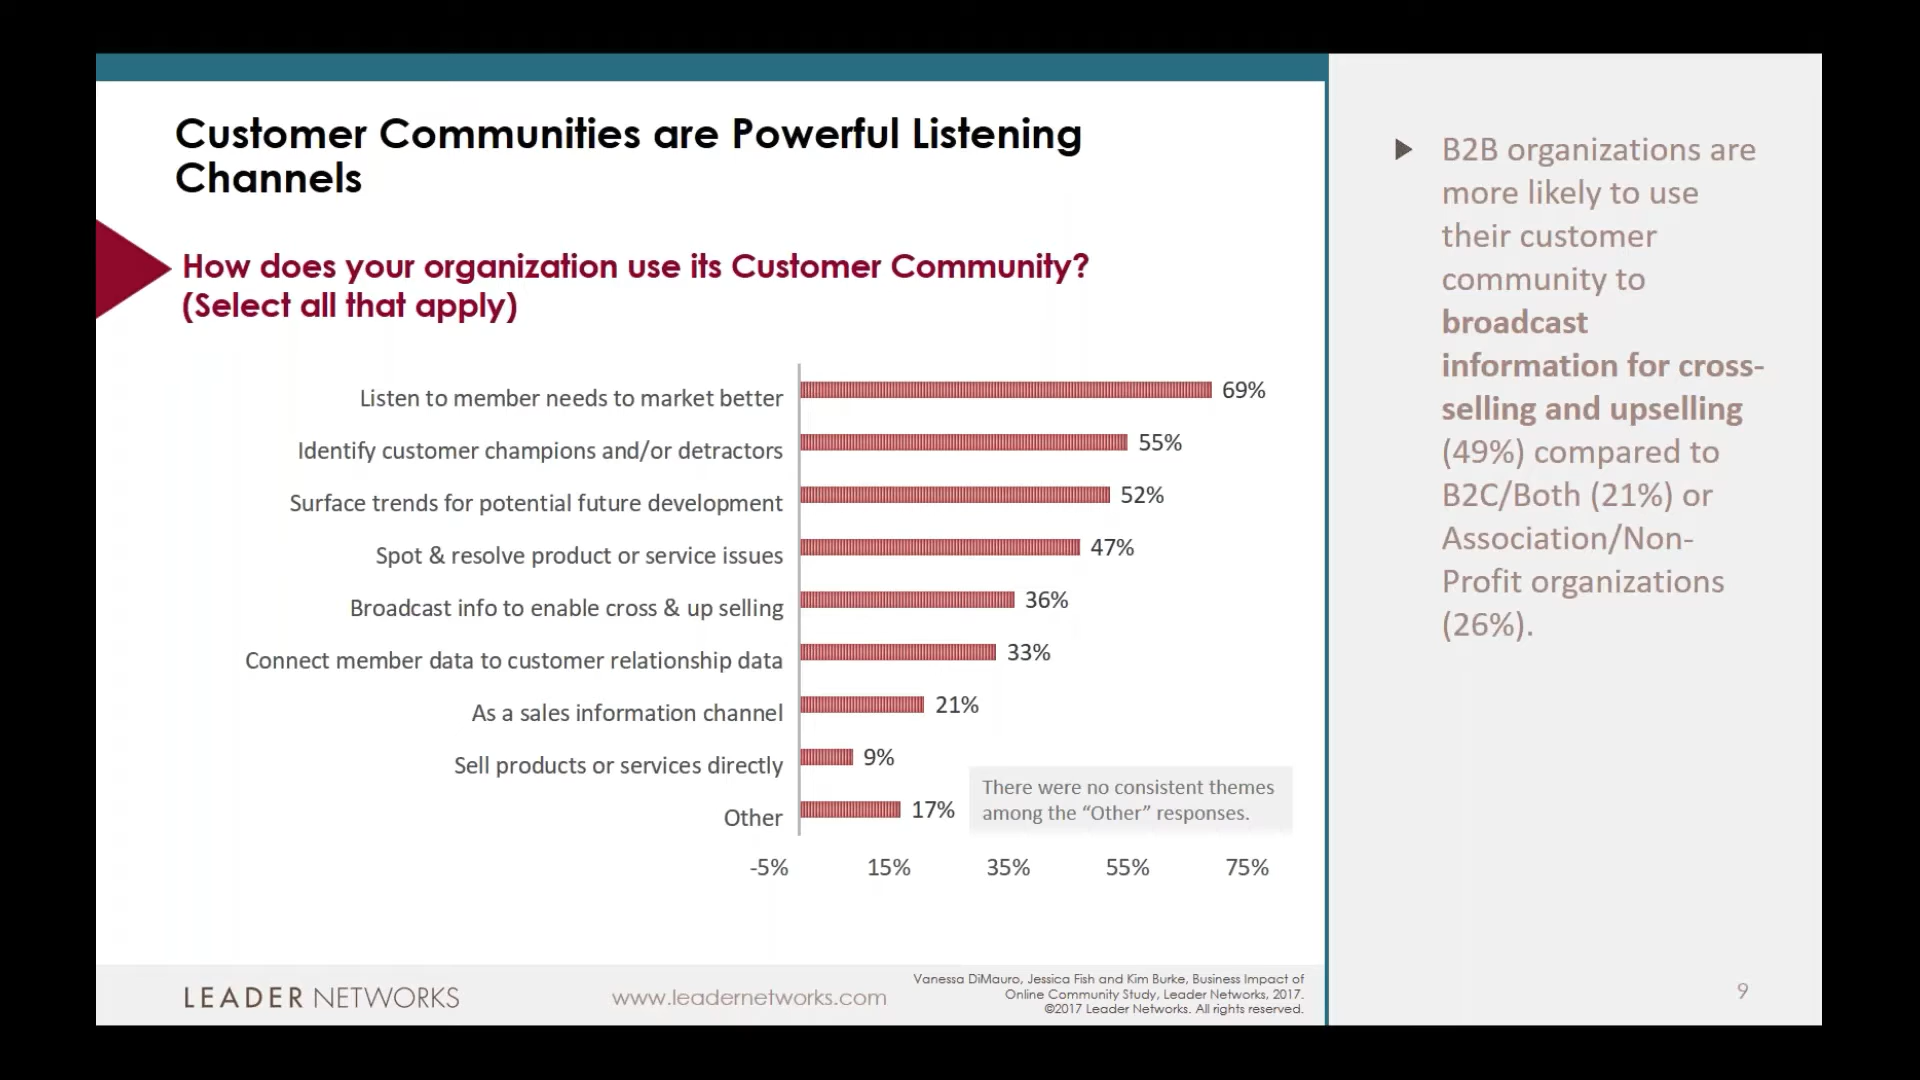 Customer Communities are Powerful Listening
Channels
How does your organization use its Customer Community?
(Select all that apply)
Listen to member needs to market better 69%
Identify customer champions and/or detractors 55%
Surface trends for potential future development 52%
Spot & resolve product or service issues 47%
Broadcast info to enable cross & up selling 36%
Connect member data to customer relationship data 33%
As a sales information channel 21%
Sell products or services directly 9%
Other 17%
There were no consistent themes
among the “Other” responses.
-5% 15% 35% 55% 75%
B2B organizations are
more likely to use
their customer
community to
broadcast
information for cross-
selling and upselling
(49%) compared to
B2C/Both (21%) or
Association/Non-
Profit organizations
(26%).
LEADER NETWORKS
www.leadernetworks.com
Vanessa DiMauro, Jessica Fish and Kim Burke, Business Impact of
Online Community Study, Leader Networks, 2017.
©2017 Leader Networks. All rights reserved.
9